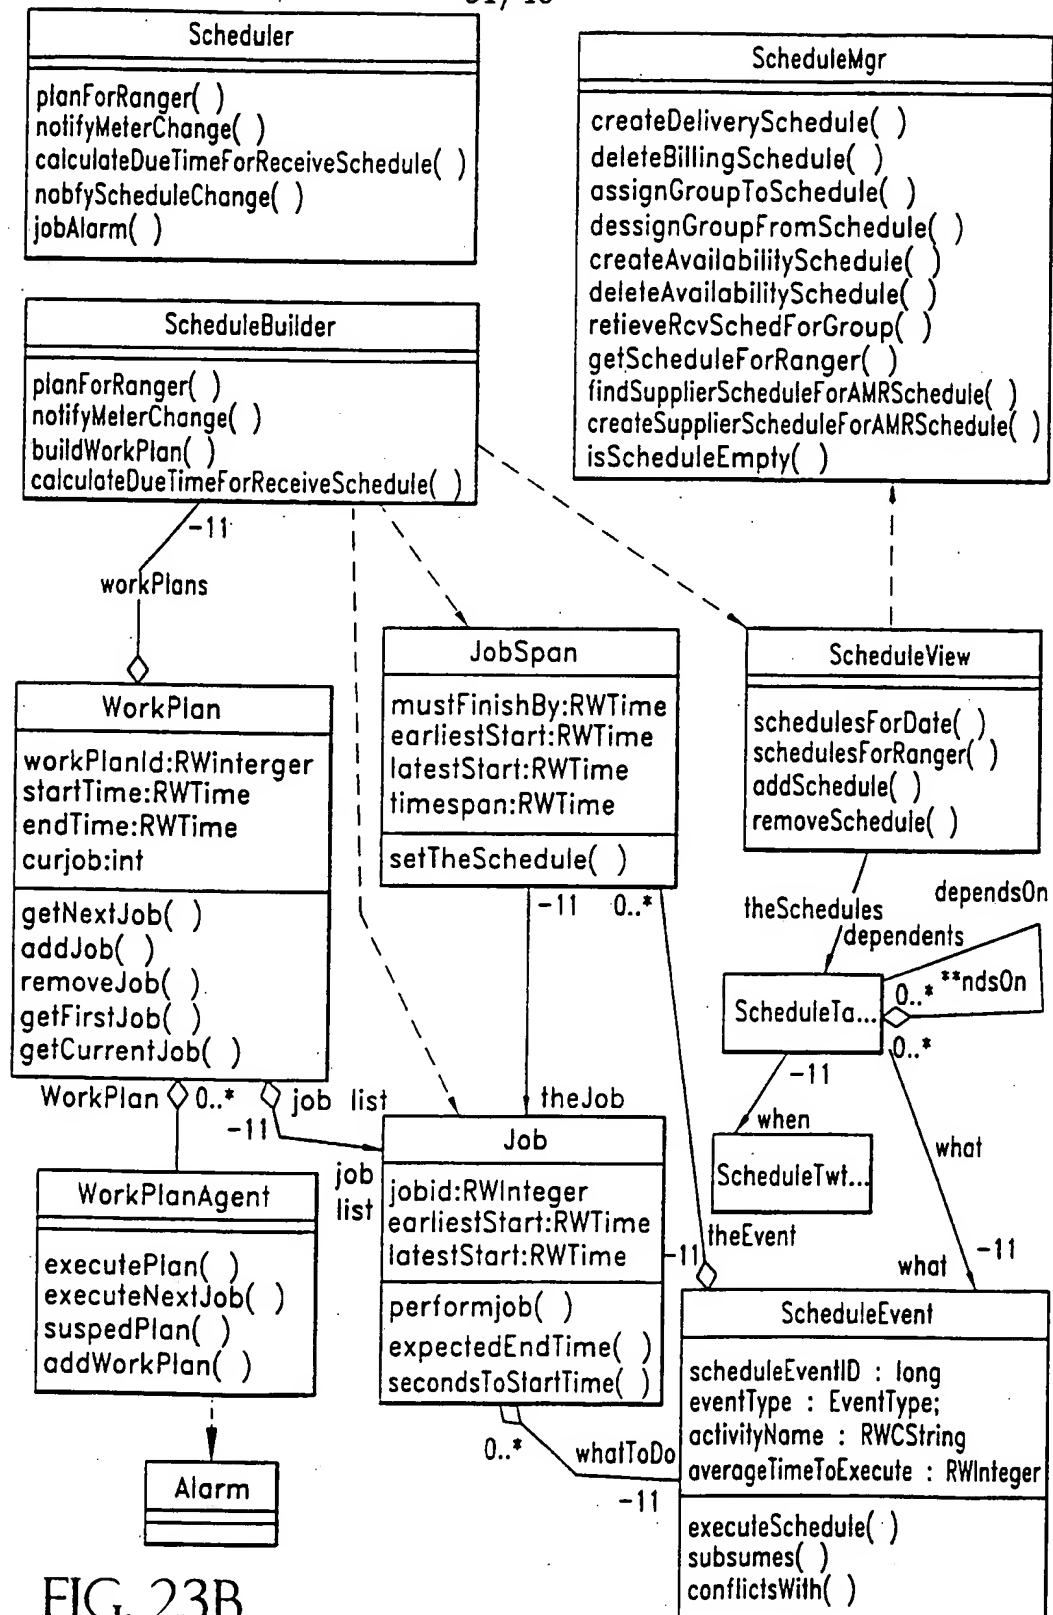 Scheduler
planForRanger( )
notifyMeterChange( )
calculateDueTimeForReceiveSchedule( )
nobfyScheduleChange( )
jobAlarm( )
ScheduleMgr
createDeliverySchedule( )
deleteBillingSchedule( )
assignGroupToSchedule( )
dessignGroupFromSchedule( )
createAvailabilitySchedule( )
deleteAvailabilitySchedule( )
retieveRcvSchedForGroup( )
getScheduleForRanger( )
findSupplierScheduleForAMRSchedule( )
createSupplierScheduleForAMRSchedule( )
isScheduleEmpty( )
ScheduleBuilder
planForRanger( )
notifyMeterChange( )
buildWorkPlan( )
calculateDueTimeForReceiveSchedule( )
-11
workPlans
WorkPlan
workPlanId:RWinterger
startTime:RWTime
endTime:RWTime
curjob:int
getNextJob( )
addJob( )
removeJob( )
getFirstJob( )
getCurrentJob( )
JobSpan
mustFinishBy:RWTime
earliestStart:RWTime
latestStart:RWTime
timespan:RWTime
setTheSchedule( )
-11 0..*
ScheduleView
schedulesForDate( )
schedulesForRanger( )
addSchedule( )
removeSchedule( )
theSchedules
dependsOn
dependents
ScheduleTa...
0..* **ndsOn
0..*
-11
when
ScheduleTwt...
what
what
-11
WorkPlan 0..* job list
-11
job
list
theJob
Job
jobid:RWInteger
earliestStart:RWTime
latestStart:RWTime
performjob( )
expectedEndTime( )
secondsToStartTime( )
-11
theEvent
WorkPlanAgent
executePlan( )
executeNextJob( )
suspedPlan( )
addWorkPlan( )
Alarm
0..* whatToDo
-11
ScheduleEvent
scheduleEventID : long
eventType : EventType;
activityName : RWCString
averageTimeToExecute : RWInteger
executeSchedule( )
subsumes( )
conflictsWith( )
FIG. 23B